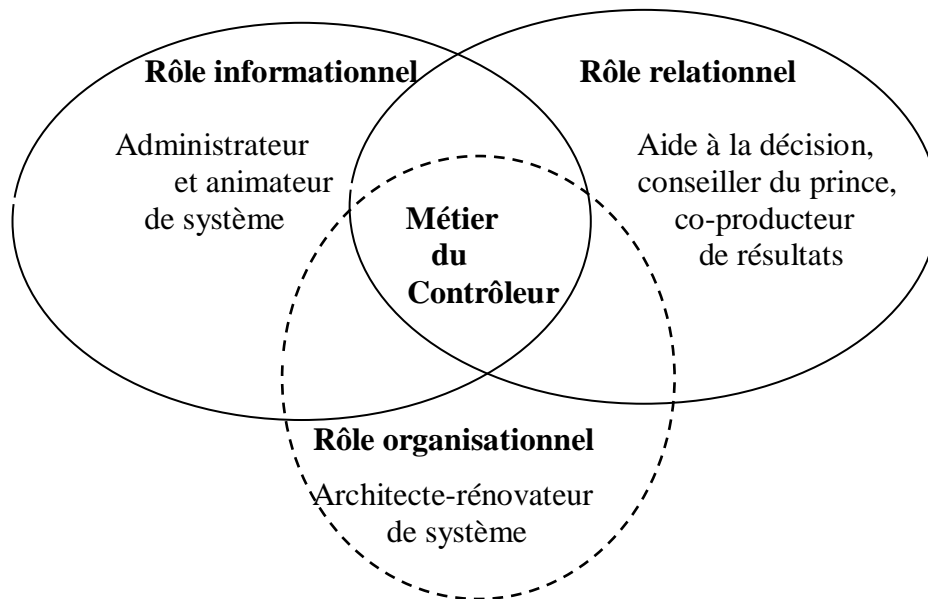 Rôle informationnel
Administrateur
et animateur
de système
Rôle relationnel
Aide à la décision,
conseiller du prince,
co-producteur
de résultats
Métier
du
Contrôleur
Rôle organisationnel
Architecte-rénovateur
de système